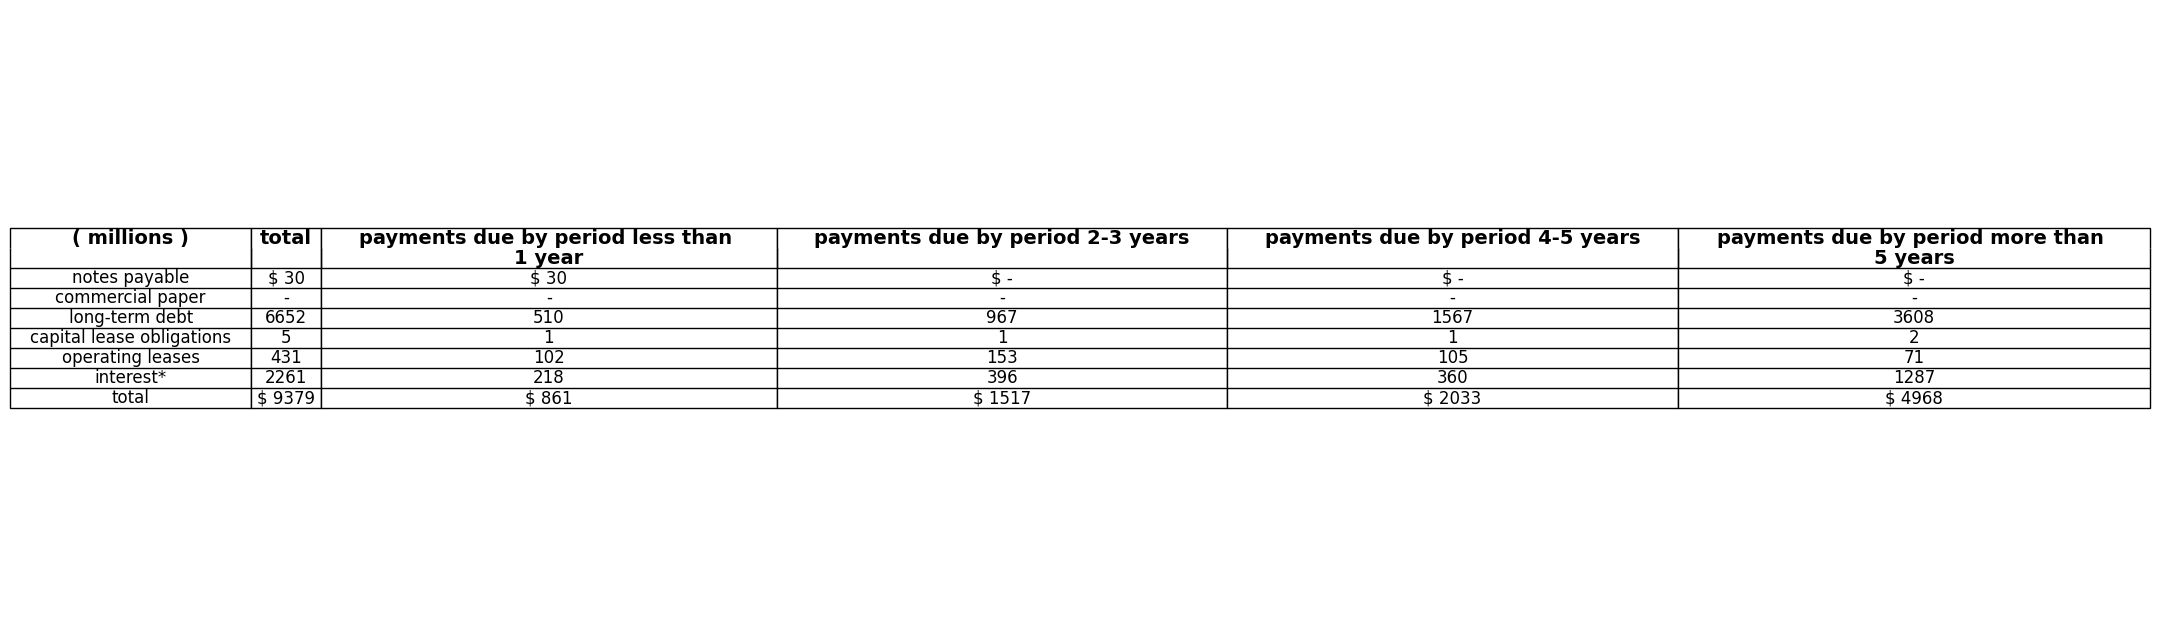 ( millions ) total payments due by period less than 1 year payments due by period 2-3 years payments due by period 4-5 years payments due by period more than 5 years
notes payable $ 30 $ 30 $ - $ - $ -
commercial paper - - - - -
long-term debt 6652 510 967 1567 3608
capital lease obligations 5 1 1 1 2
operating leases 431 102 153 105 71
interest* 2261 218 396 360 1287
total $ 9379 $ 861 $ 1517 $ 2033 $ 4968